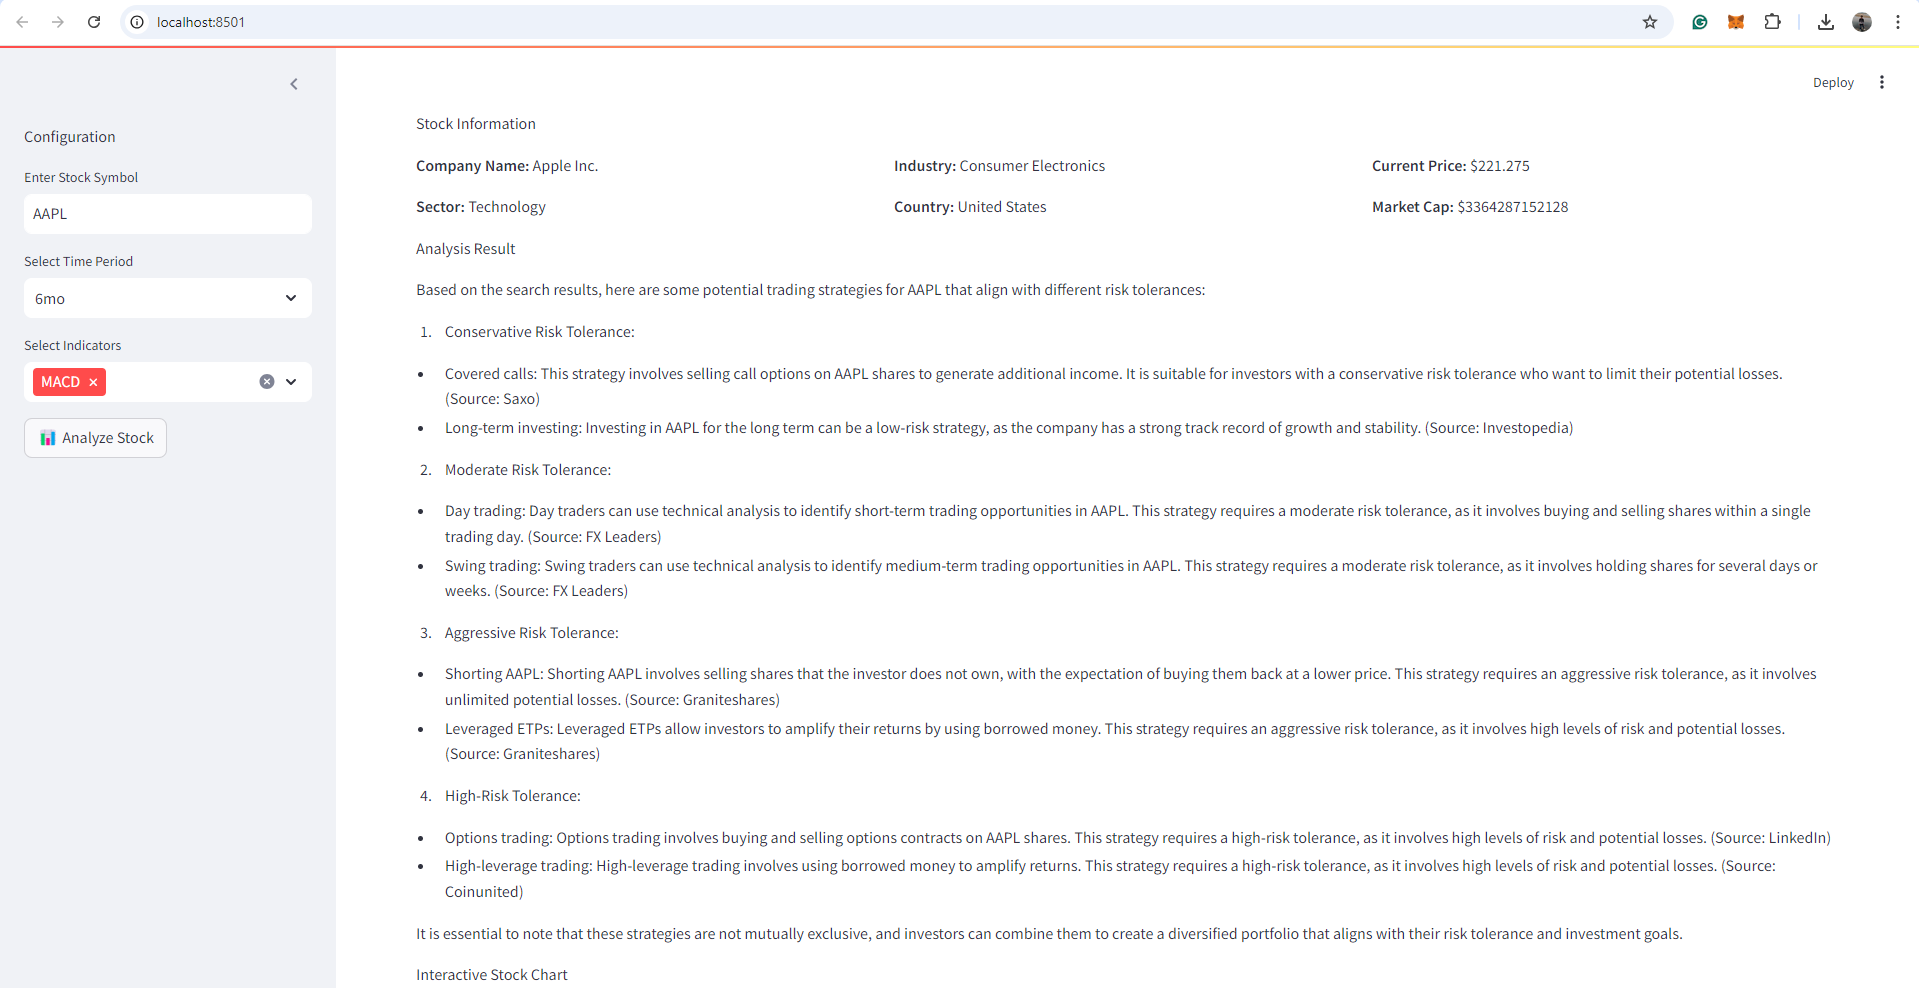 localhost:8501
Deploy
Configuration
Enter Stock Symbol
AAPL
Select Time Period
6mo
Select Indicators
MACD
Analyze Stock
Stock Information
Company Name: Apple Inc.
Industry: Consumer Electronics
Current Price: $221.275
Sector: Technology
Country: United States
Market Cap: $3364287152128
Analysis Result
Based on the search results, here are some potential trading strategies for AAPL that align with different risk tolerances:
1. Conservative Risk Tolerance:
• Covered calls: This strategy involves selling call options on AAPL shares to generate additional income. It is suitable for investors with a conservative risk tolerance who want to limit their potential losses.
(Source: Saxo)
• Long-term investing: Investing in AAPL for the long term can be a low-risk strategy, as the company has a strong track record of growth and stability. (Source: Investopedia)
2. Moderate Risk Tolerance:
• Day trading: Day traders can use technical analysis to identify short-term trading opportunities in AAPL. This strategy requires a moderate risk tolerance, as it involves buying and selling shares within a single
trading day. (Source: FX Leaders)
• Swing trading: Swing traders can use technical analysis to identify medium-term trading opportunities in AAPL. This strategy requires a moderate risk tolerance, as it involves holding shares for several days or
weeks. (Source: FX Leaders)
3. Aggressive Risk Tolerance:
• Shorting AAPL: Shorting AAPL involves selling shares that the investor does not own, with the expectation of buying them back at a lower price. This strategy requires an aggressive risk tolerance, as it involves
unlimited potential losses. (Source: Graniteshares)
• Leveraged ETPs: Leveraged ETPs allow investors to amplify their returns by using borrowed money. This strategy requires an aggressive risk tolerance, as it involves high levels of risk and potential losses.
(Source: Graniteshares)
4. High-Risk Tolerance:
• Options trading: Options trading involves buying and selling options contracts on AAPL shares. This strategy requires a high-risk tolerance, as it involves high levels of risk and potential losses. (Source: LinkedIn)
• High-leverage trading: High-leverage trading involves using borrowed money to amplify returns. This strategy requires a high-risk tolerance, as it involves high levels of risk and potential losses. (Source:
Coinunited)
It is essential to note that these strategies are not mutually exclusive, and investors can combine them to create a diversified portfolio that aligns with their risk tolerance and investment goals.
Interactive Stock Chart